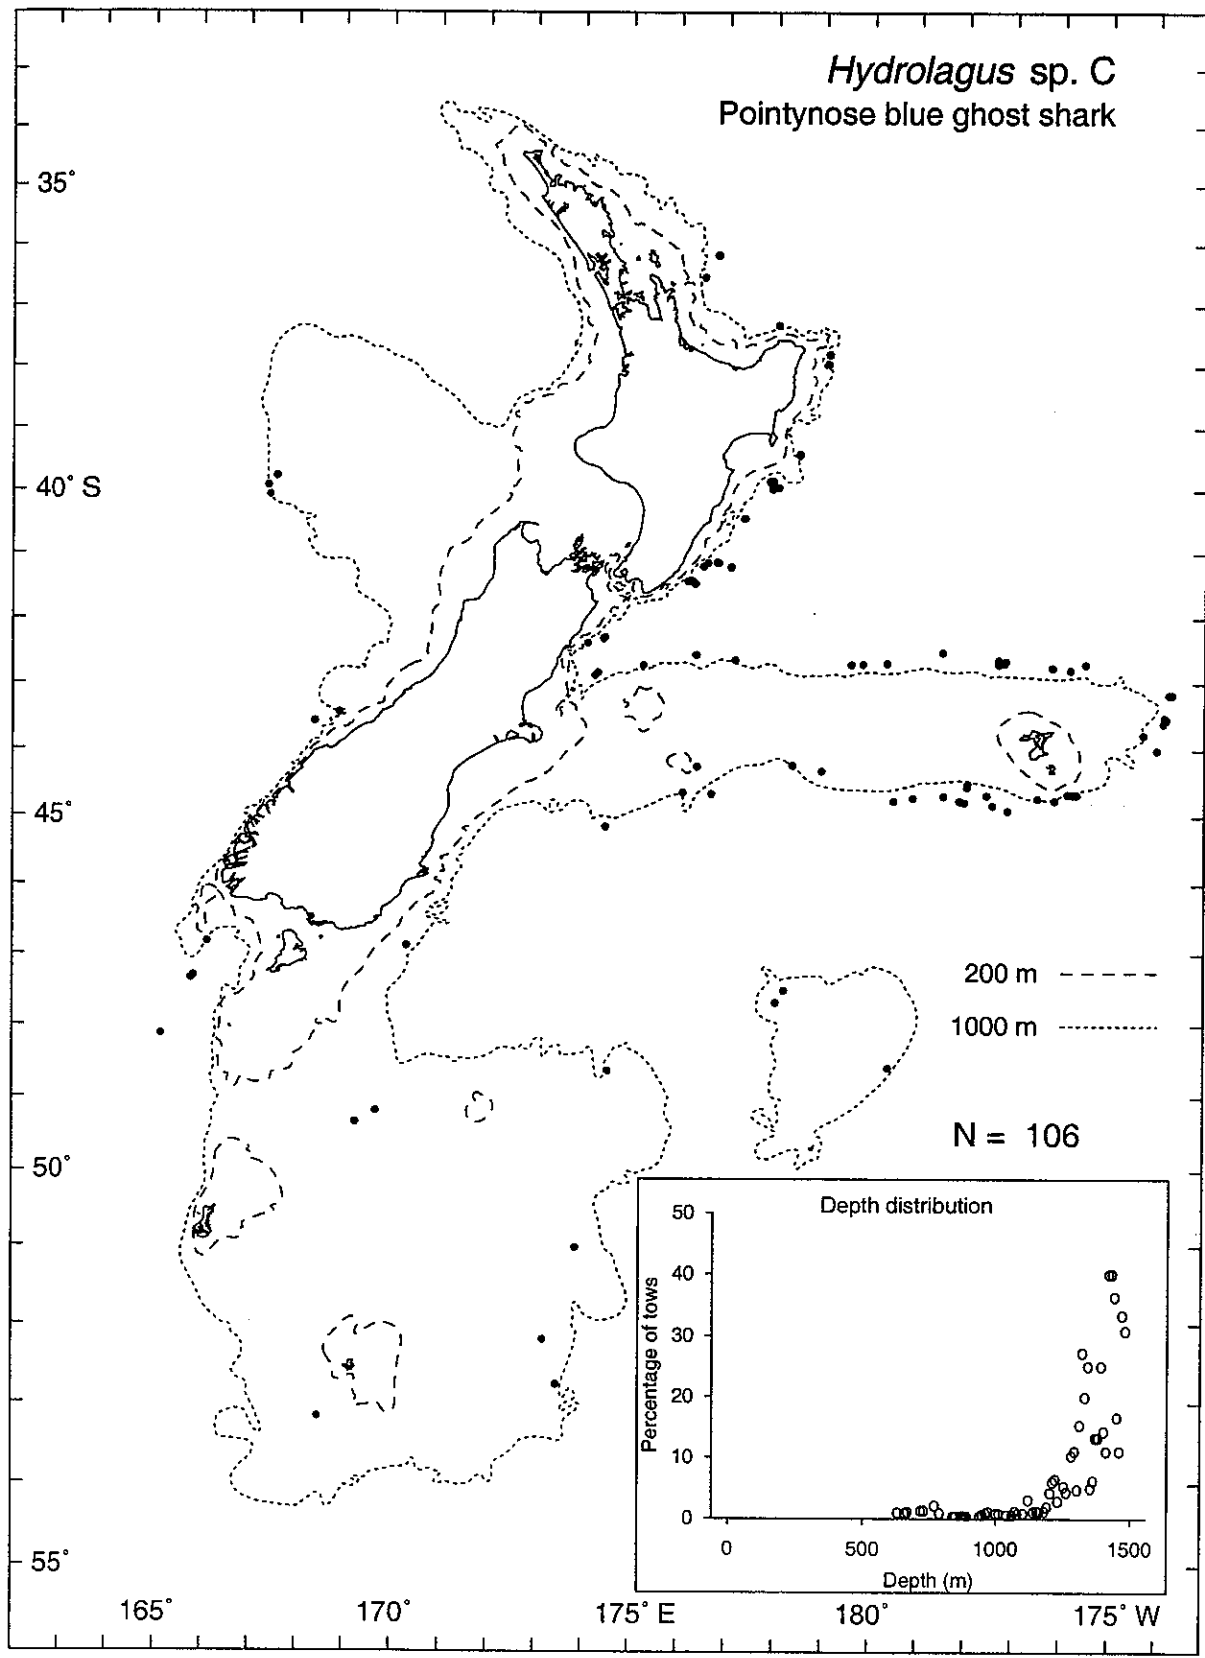 Hydrolagus sp. C
Pointynose blue ghost shark
35°
40° S
45°
200 m
1000 m
N = 106
50°
Depth distribution
50
40
30
20
10
0
Percentage of tows
0 500 1000 1500
Depth (m)
55°
165° 170° 175° E 180° 175° W